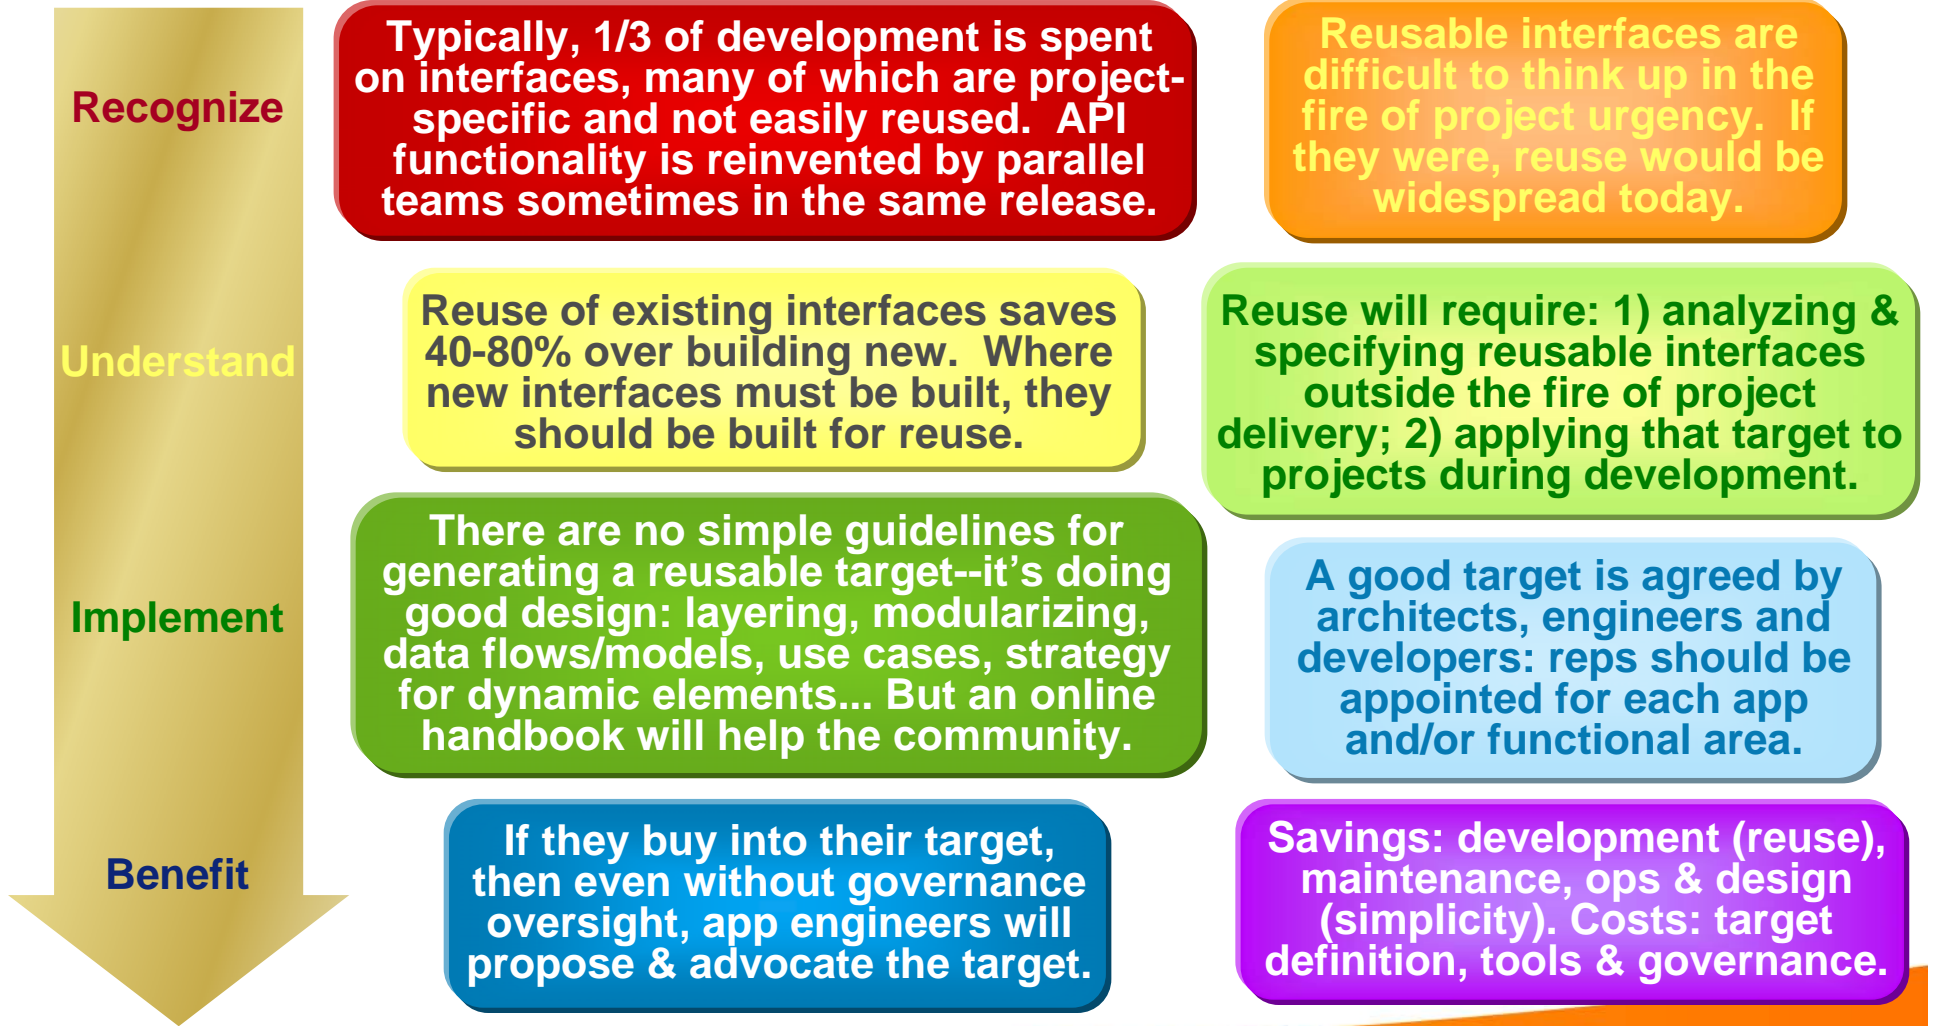 Recognize
Typically, 1/3 of development is spent
on interfaces, many of which are project-
specific and not easily reused.  API
functionality is reinvented by parallel
teams sometimes in the same release.
Reusable interfaces are
difficult to think up in the
fire of project urgency.  If
they were, reuse would be
widespread today.
Understand
Reuse of existing interfaces saves
40-80% over building new.  Where
new interfaces must be built, they
should be built for reuse.
Reuse will require: 1) analyzing &
specifying reusable interfaces
outside the fire of project
delivery; 2) applying that target to
projects during development.
Implement
There are no simple guidelines for
generating a reusable target--it’s doing
good design: layering, modularizing,
data flows/models, use cases, strategy
for dynamic elements... But an online
handbook will help the community.
A good target is agreed by
architects, engineers and
developers: reps should be
appointed for each app
and/or functional area.
Benefit
If they buy into their target,
then even without governance
oversight, app engineers will
propose & advocate the target.
Savings: development (reuse),
maintenance, ops & design
(simplicity). Costs: target
definition, tools & governance.